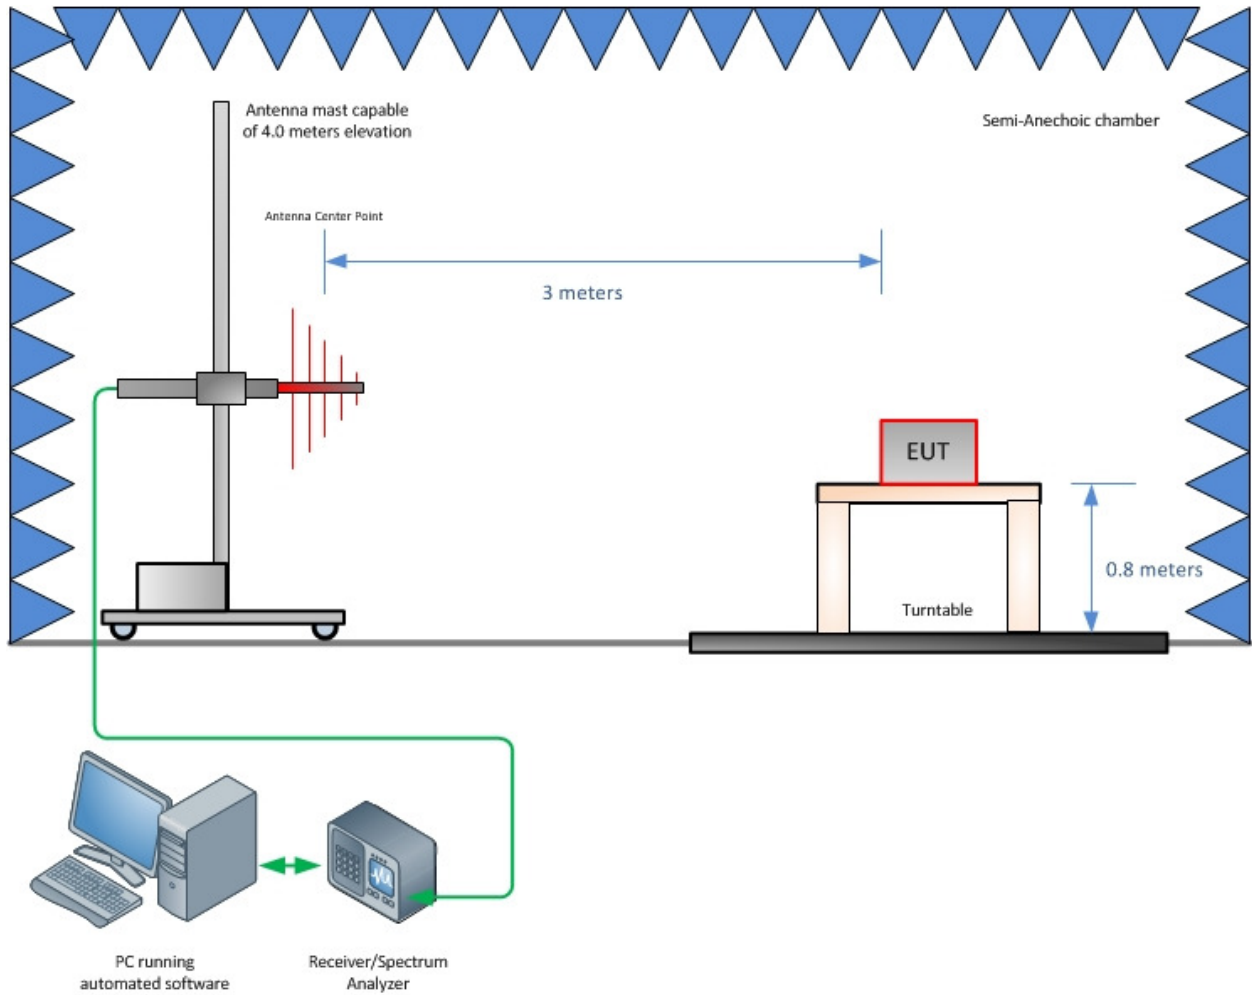 Antenna mast capable
of 4.0 meters elevation
Semi-Anechoic chamber
Antenna Center Point
3 meters
EUT
0.8 meters
Turntable
PC running
automated software
Receiver/Spectrum
Analyzer